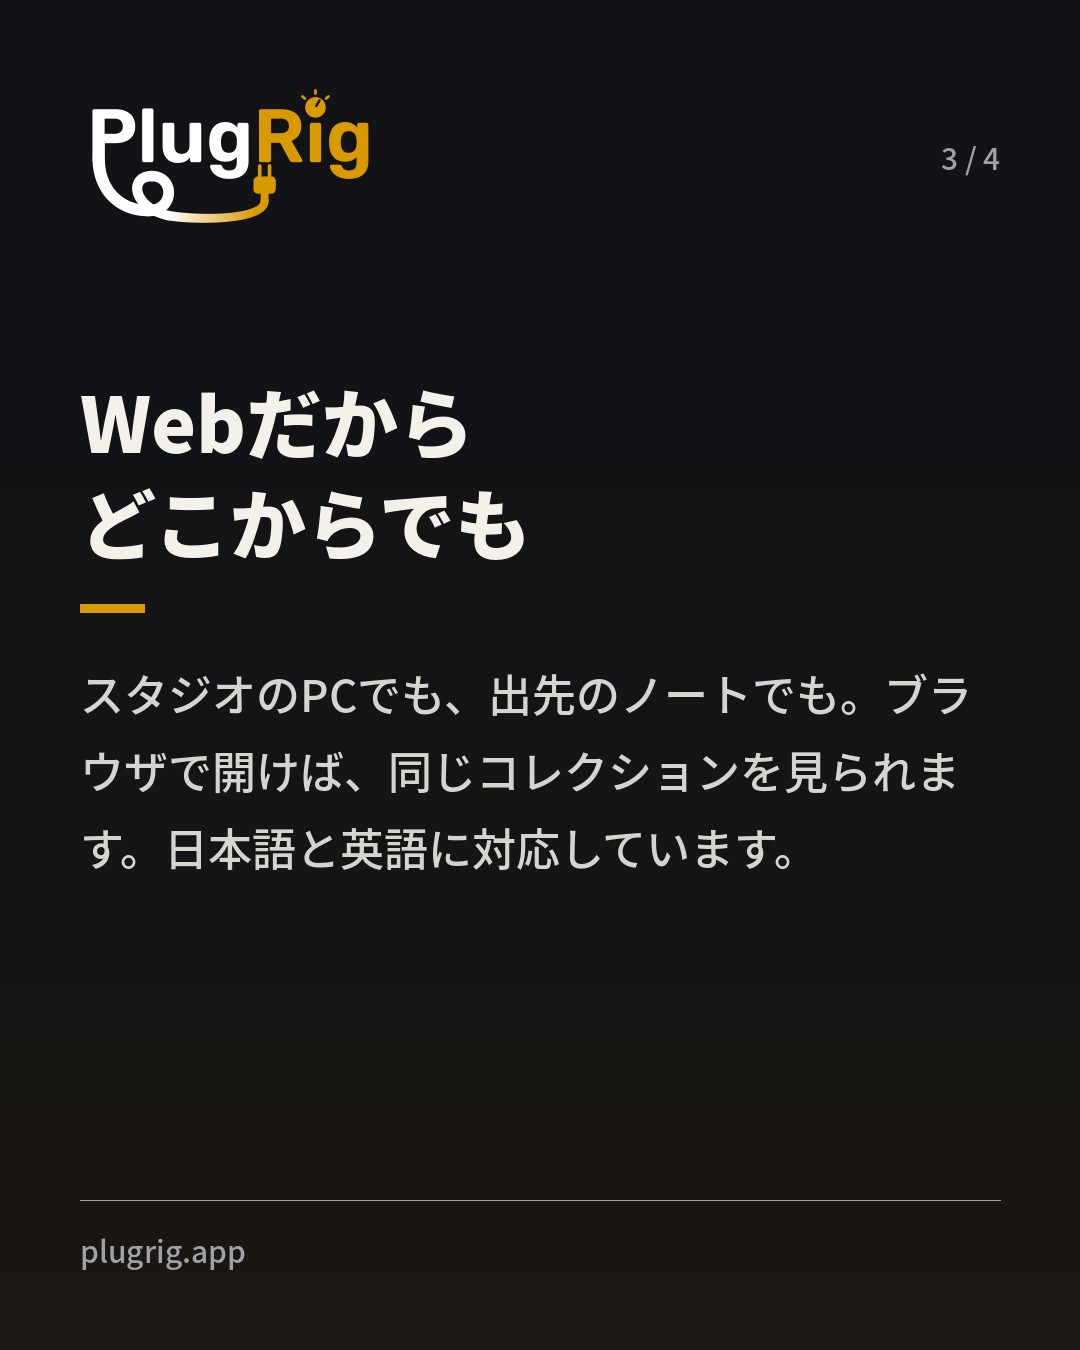 PlugRig
3 / 4
Webだから
どこからでも
スタジオのPCでも、出先のノートでも。ブラ
ウザで開けば、同じコレクションを見られま
す。日本語と英語に対応しています。
plugrig.app